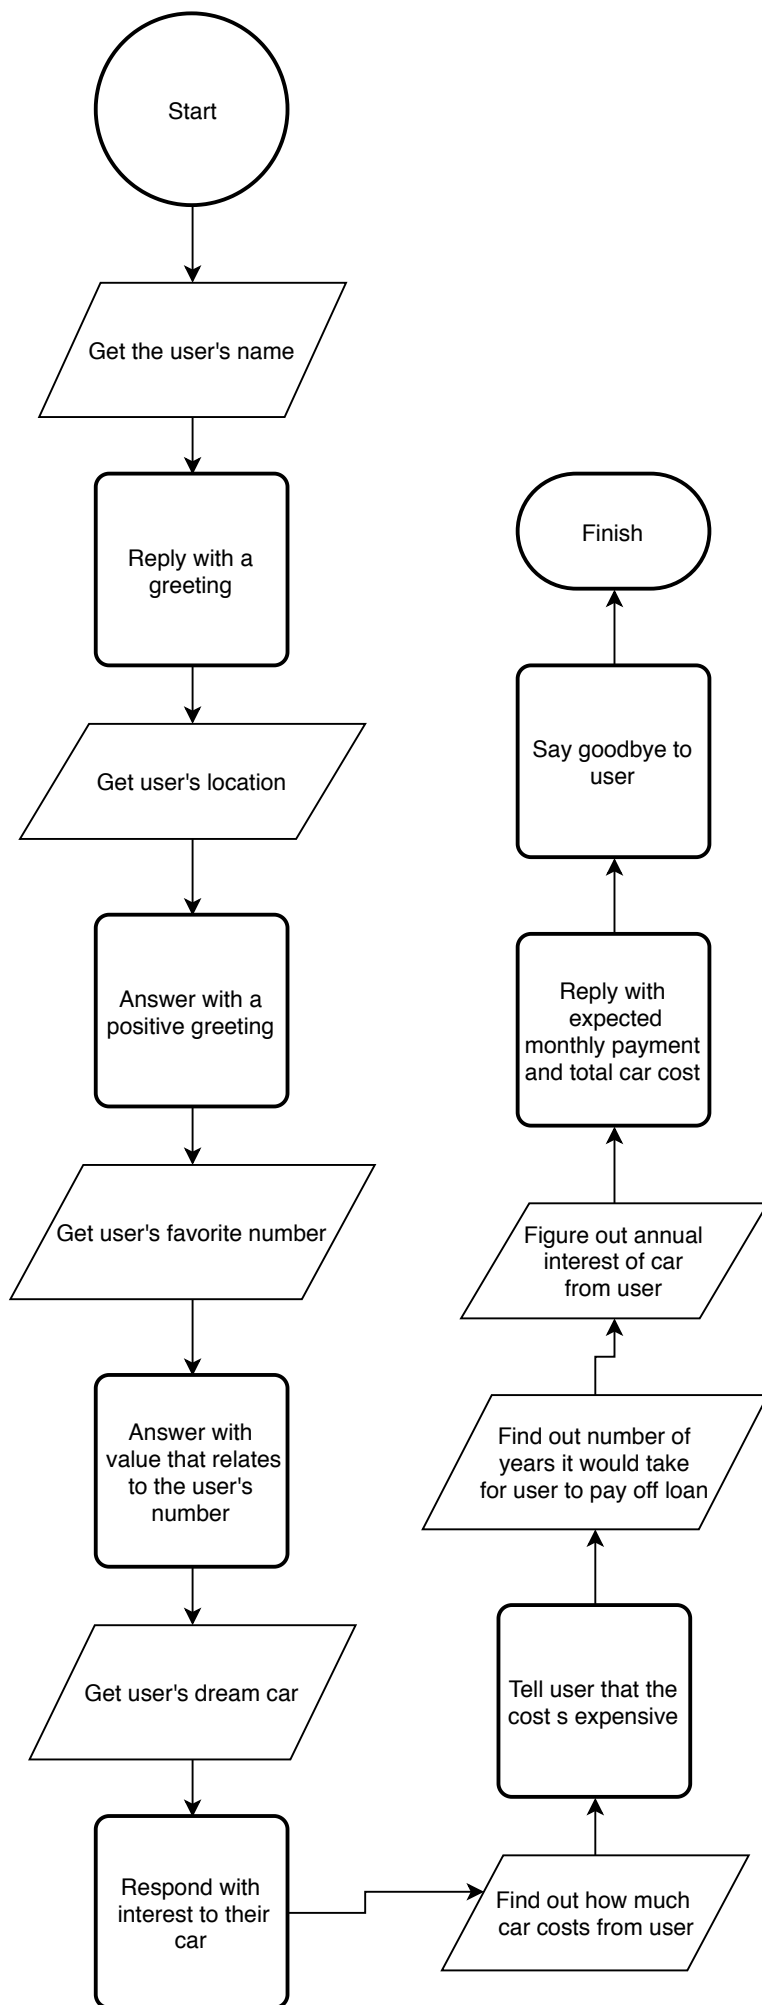 Start
Get the user's name
Reply with a
greeting
Get user's location
Answer with a
positive greeting
Get user's favorite number
Answer with
value that relates
to the user's
number
Get user's dream car
Respond with
interest to their
car
Find out how much
car costs from user
Tell user that the
cost s expensive
Find out number of
years it would take
for user to pay off loan
Figure out annual
interest of car
from user
Reply with
expected
monthly payment
and total car cost
Say goodbye to
user
Finish